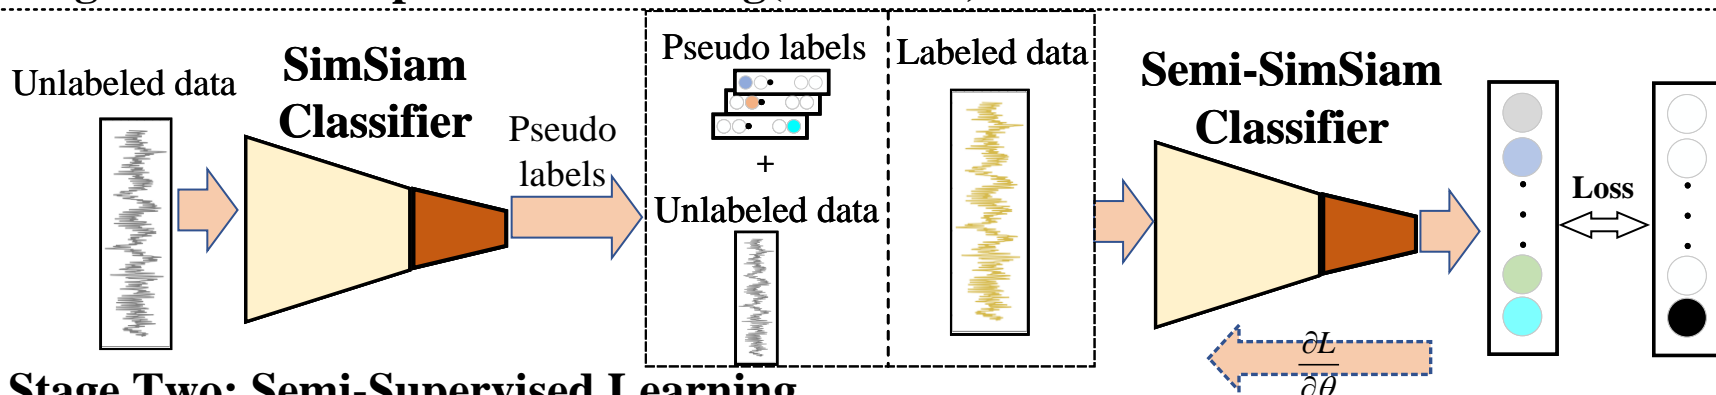 Unlabeled data
SimSiam
Classifier
Pseudo
labels
Pseudo labels
+
Unlabeled data
Labeled data
Semi-SimSiam
Classifier
Loss
∂L
∂θ
Stage Two: Semi-Supervised Learning